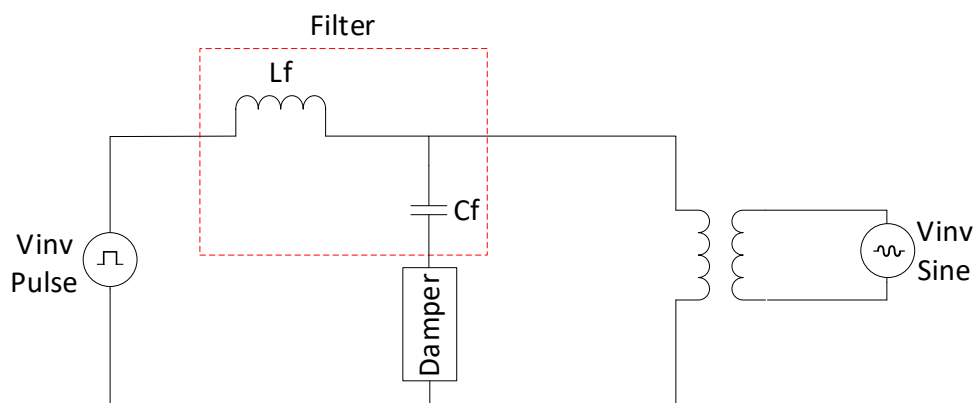 Filter
Lf
Cf
Vinv
Pulse
Damper
Vinv
Sine